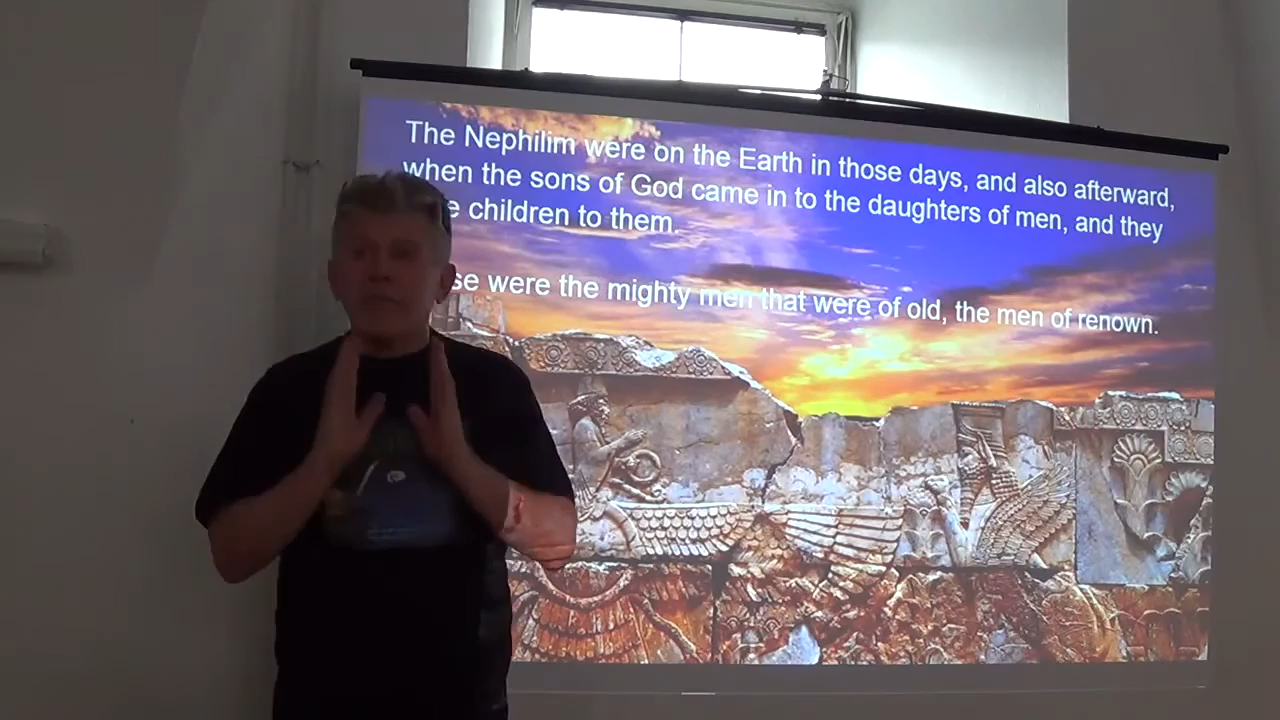 The Nephilim were on the Earth in those days, and also afterward,
when the sons of God came in to the daughters of men, and they
children to them.
were the mighty men that were of old, the men of renown.